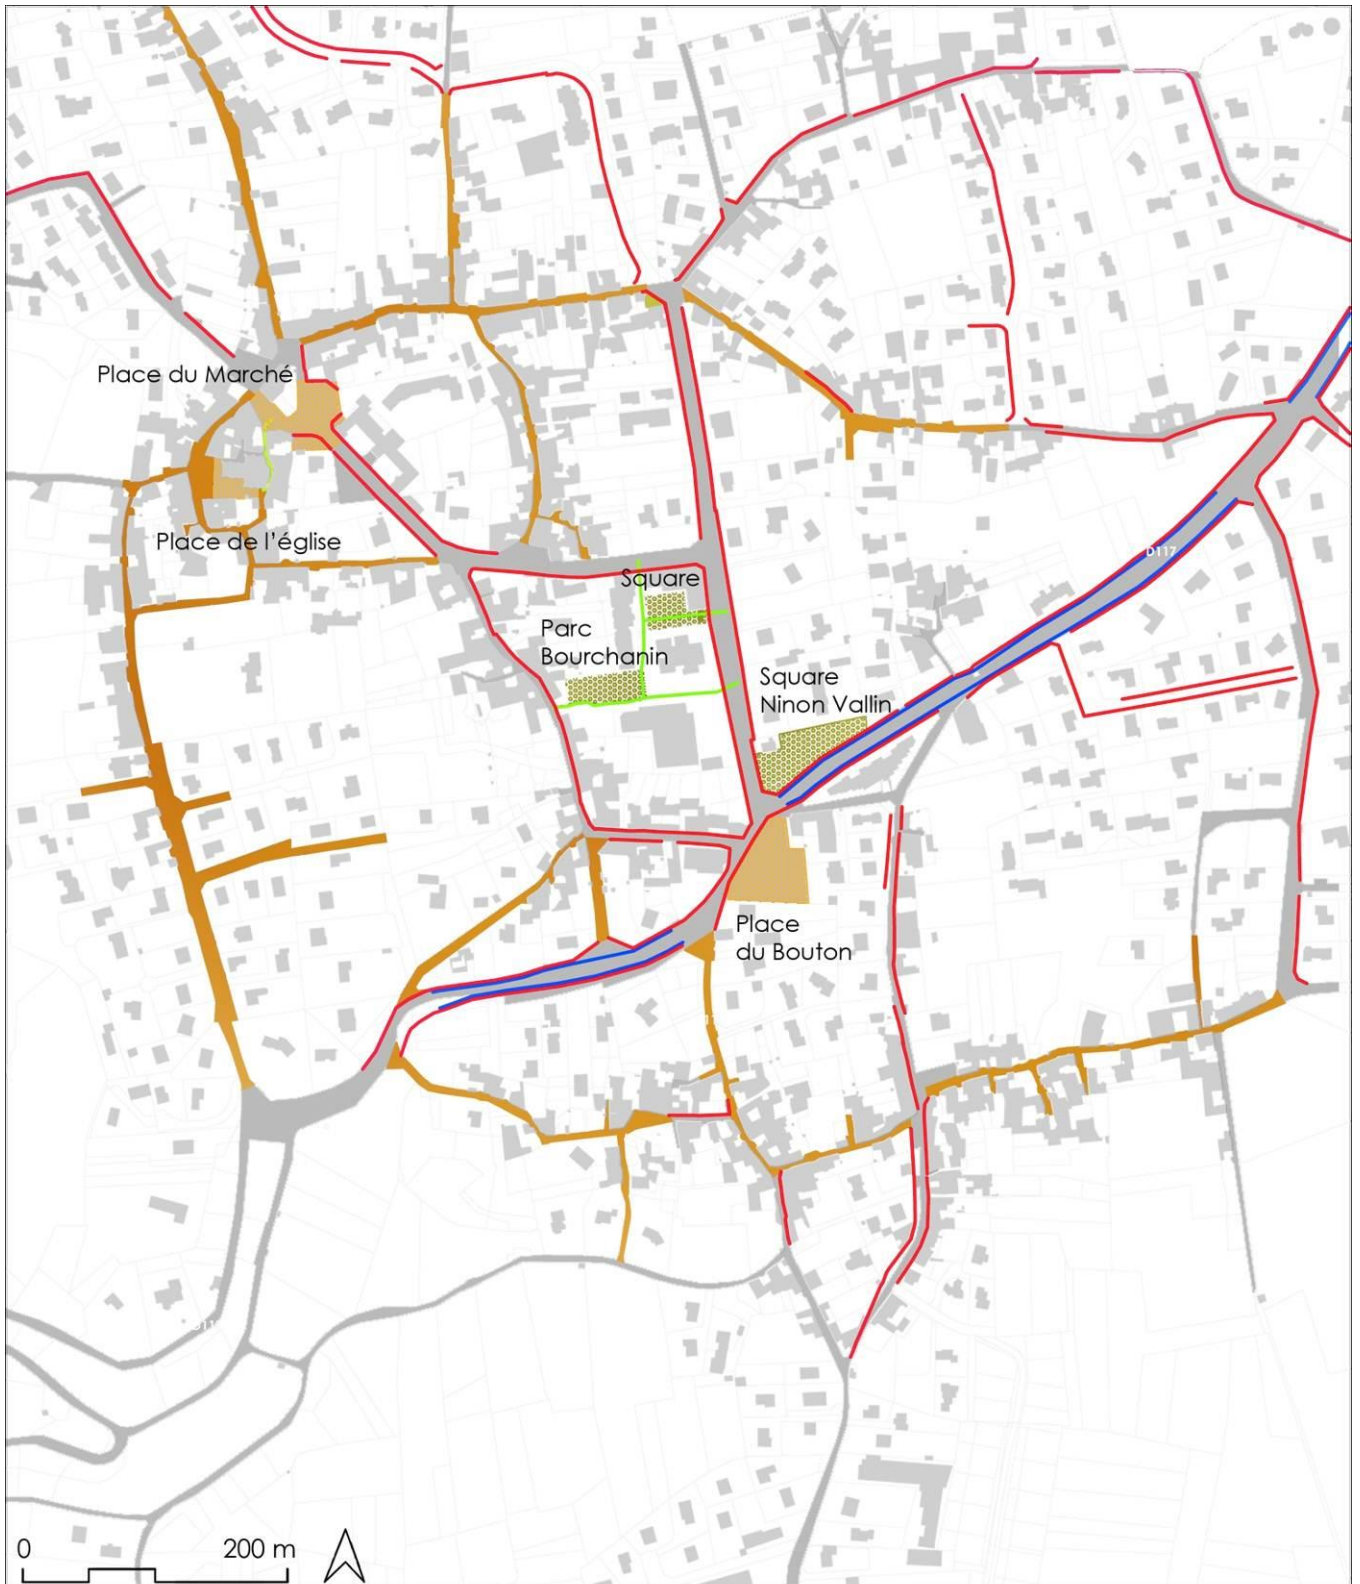 Place du Marché
Place de l'église
D117
Square
Parc
Bourchanin
Square
Ninon Vallin
Place
du Bouton
0
200 m